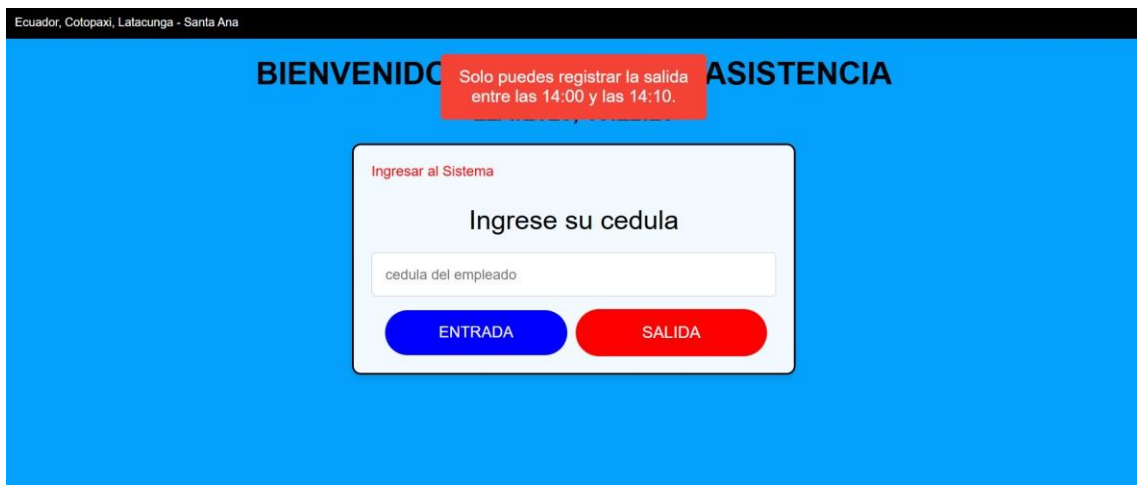 Ecuador, Cotopaxi, Latacunga - Santa Ana
BIENVENIDO ASISTENCIA
Solo puedes registrar la salida
entre las 14:00 y las 14:10.
Ingresar al Sistema
Ingrese su cedula
cedula del empleado
ENTRADA SALIDA